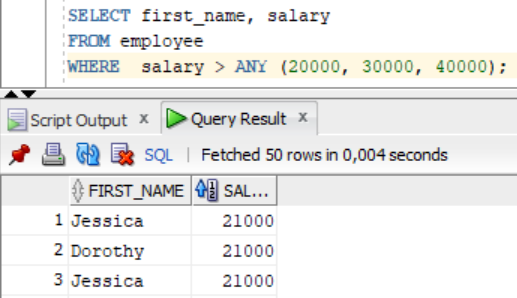 SELECT first_name, salary
FROM employee
WHERE  salary > ANY (20000, 30000, 40000);
Script Output x Query Result x
SQL | Fetched 50 rows in 0,004 seconds
FIRST_NAME SAL...
1 Jessica 21000
2 Dorothy 21000
3 Jessica 21000